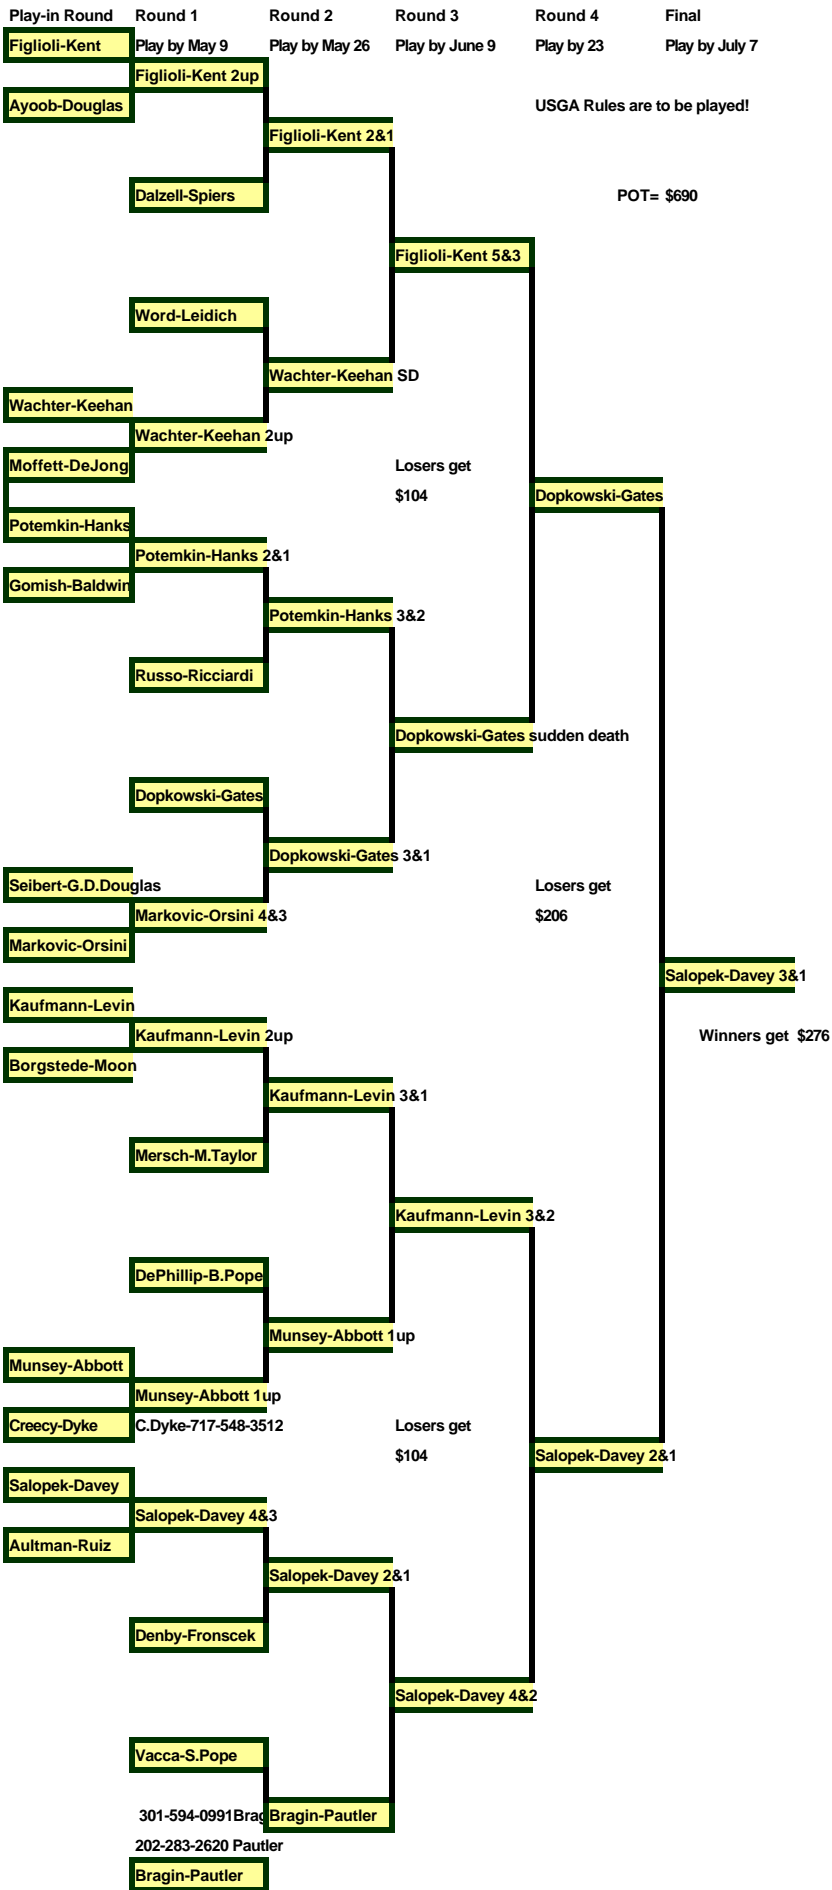 Play-in Round Round 1 Round 2 Round 3 Round 4 Final
Figlioli-Kent Play by May 9 Play by May 26 Play by June 9 Play by 23 Play by July 7
Figlioli-Kent 2up
Ayoob-Douglas USGA Rules are to be played!
Figlioli-Kent 2&1
Dalzell-Spiers POT= $690
Figlioli-Kent 5&3
Word-Leidich
Wachter-Keehan SD
Wachter-Keehan
Wachter-Keehan 2up
Moffett-DeJong Losers get
$104 Dopkowski-Gates
Potemkin-Hanks
Potemkin-Hanks 2&1
Gomish-Baldwin
Potemkin-Hanks 3&2
Russo-Ricciardi
Dopkowski-Gates sudden death
Dopkowski-Gates
Dopkowski-Gates 3&1
Seibert-G.D.Douglas Losers get
Markovic-Orsini 4&3 $206
Markovic-Orsini
Salopek-Davey 3&1
Kaufmann-Levin
Kaufmann-Levin 2up Winners get $276
Borgstede-Moon
Kaufmann-Levin 3&1
Mersch-M.Taylor
Kaufmann-Levin 3&2
DePhillip-B.Pope
Munsey-Abbott 1up
Munsey-Abbott
Munsey-Abbott 1up
Creecy-Dyke C.Dyke-717-548-3512 Losers get
$104 Salopek-Davey 2&1
Salopek-Davey
Salopek-Davey 4&3
Aultman-Ruiz
Salopek-Davey 2&1
Denby-Fronscek
Salopek-Davey 4&2
Vacca-S.Pope
301-594-0991Brag Bragin-Pautler
202-283-2620 Pautler
Bragin-Pautler